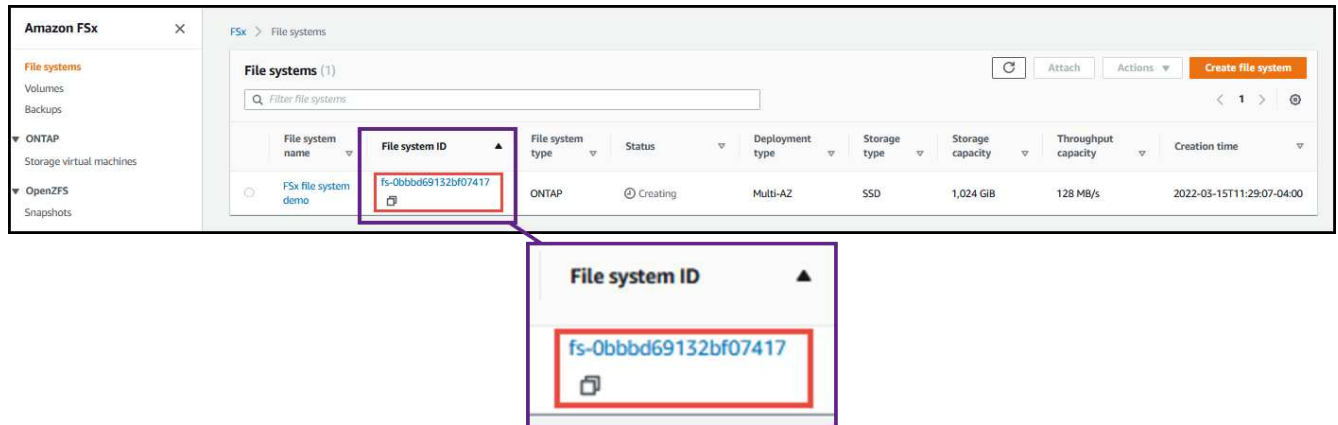 Amazon FSx
FSx > File systems
File systems
Volumes
Backups
ONTAP
Storage virtual machines
OpenZFS
Snapshots
File systems (1)
Attach Actions Create file system
Filter file systems
< 1 >
File system name File system ID File system type Status Deployment type Storage type Storage capacity Throughput capacity Creation time
FSx file system demo fs-0bbbd69132bf07417 ONTAP Creating Multi-AZ SSD 1,024 GiB 128 MB/s 2022-03-15T11:29:07-04:00
File system ID
fs-0bbbd69132bf07417